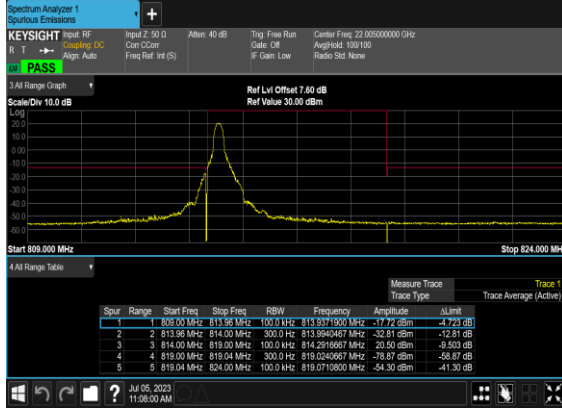 Spectrum Analyzer 1
Spurious Emissions
+
KEYSIGHT Input: RF Input Z: 50 Ω Atten: 40 dB Trig: Free Run Center Freq: 22.005000000 GHz
R T Coupling: DC Corr CCorr Gate: Off Avg|Hold: 100/100
Align: Auto Freq Ref: Int (S) IF Gain: Low Radio Std: None
PASS
3 All Range Graph
Ref Lvl Offset 7.60 dB
Scale/Div 10.0 dB Ref Value 30.00 dBm
Log
20.0
10.0
0.00
-10.0
-20.0
-30.0
-40.0
-50.0
-60.0
Start 809.000 MHz Stop 824.000 MH
4 All Range Table
Measure Trace Trace 1
Trace Type Trace Average (Active)
Spur Range Start Freq Stop Freq RBW Frequency Amplitude ΔLimit
1 1 809.00 MHz 813.96 MHz 100.0 kHz 813.9371900 MHz -17.72 dBm -4.723 dB
2 2 813.96 MHz 814.00 MHz 300.0 Hz 813.9940467 MHz -32.81 dBm -12.81 dB
3 3 814.00 MHz 819.00 MHz 100.0 kHz 814.2916667 MHz 20.50 dBm -9.503 dB
4 4 819.00 MHz 819.04 MHz 300.0 Hz 819.0240667 MHz -78.87 dBm -58.87 dB
5 5 819.04 MHz 824.00 MHz 100.0 kHz 819.0710800 MHz -54.30 dBm -41.30 dB
? Jul 05, 2023
11:08:00 AM